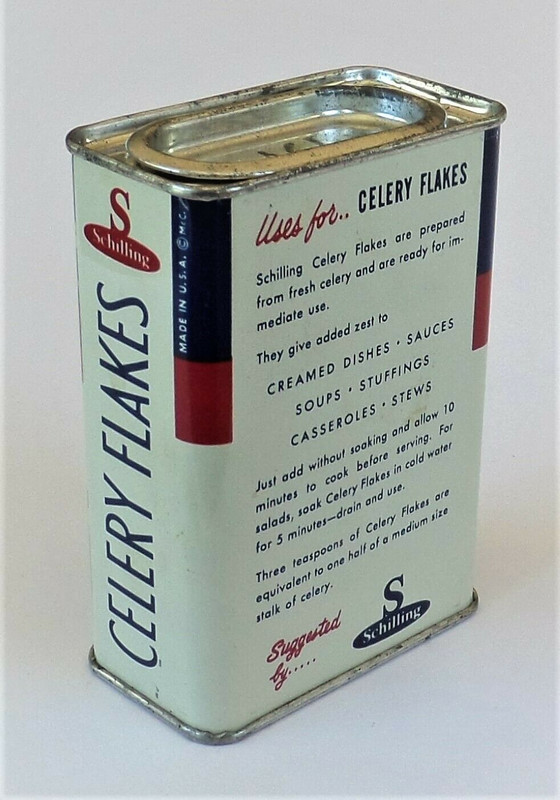 S
Schilling
CELERY FLAKES
MADE IN U.S.A. © McC.
Uses for.. CELERY FLAKES
Schilling Celery Flakes are prepared
from fresh celery and are ready for im-
mediate use.
They give added zest to
CREAMED DISHES • SAUCES
SOUPS • STUFFINGS
CASSEROLES • STEWS
Just add without soaking and allow 10
minutes to cook before serving. For
salads, soak Celery Flakes in cold water
for 5 minutes—drain and use.
Three teaspoons of Celery Flakes are
equivalent to one half of a medium size
stalk of celery.
Suggested
by.....
S
Schilling